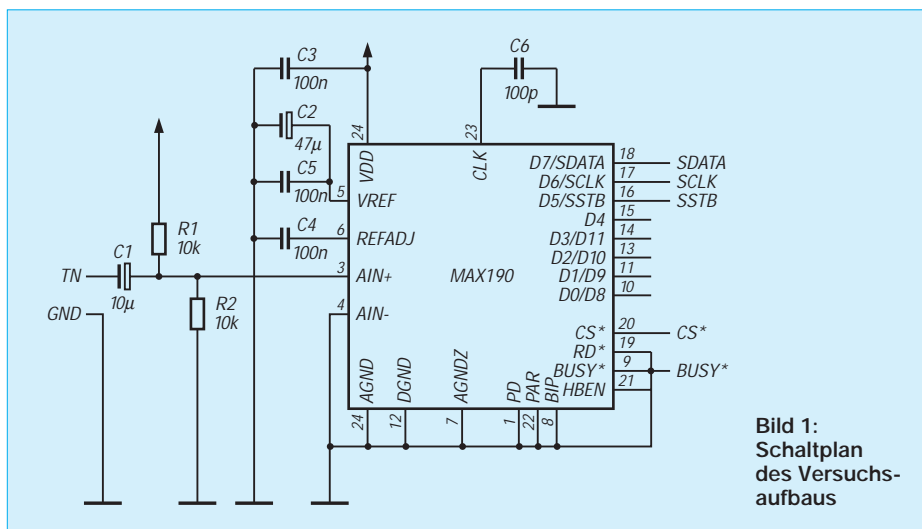 C3
100n
C2
47µ
C5
100n
C4
100n
C6
100p
R1
10k
C1
10µ
R2
10k
TN
GND
24
VDD
23
CLK
5
VREF
6
REFADJ
3
AIN+
4
AIN-
MAX190
D7/SDATA 18 SDATA
D6/SCLK 17 SCLK
D5/SSTB 16 SSTB
D4 15
D3/D11 14
D2/D10 13
D1/D9 11
D0/D8 10
CS* 20 CS*
RD* 19
BUSY* 9 BUSY*
HBEN 21
AGND
24
DGND
12
AGNDZ
7
PD
1
PAR
22
BIP
8
Bild 1:
Schaltplan
des Versuchs-
aufbaus